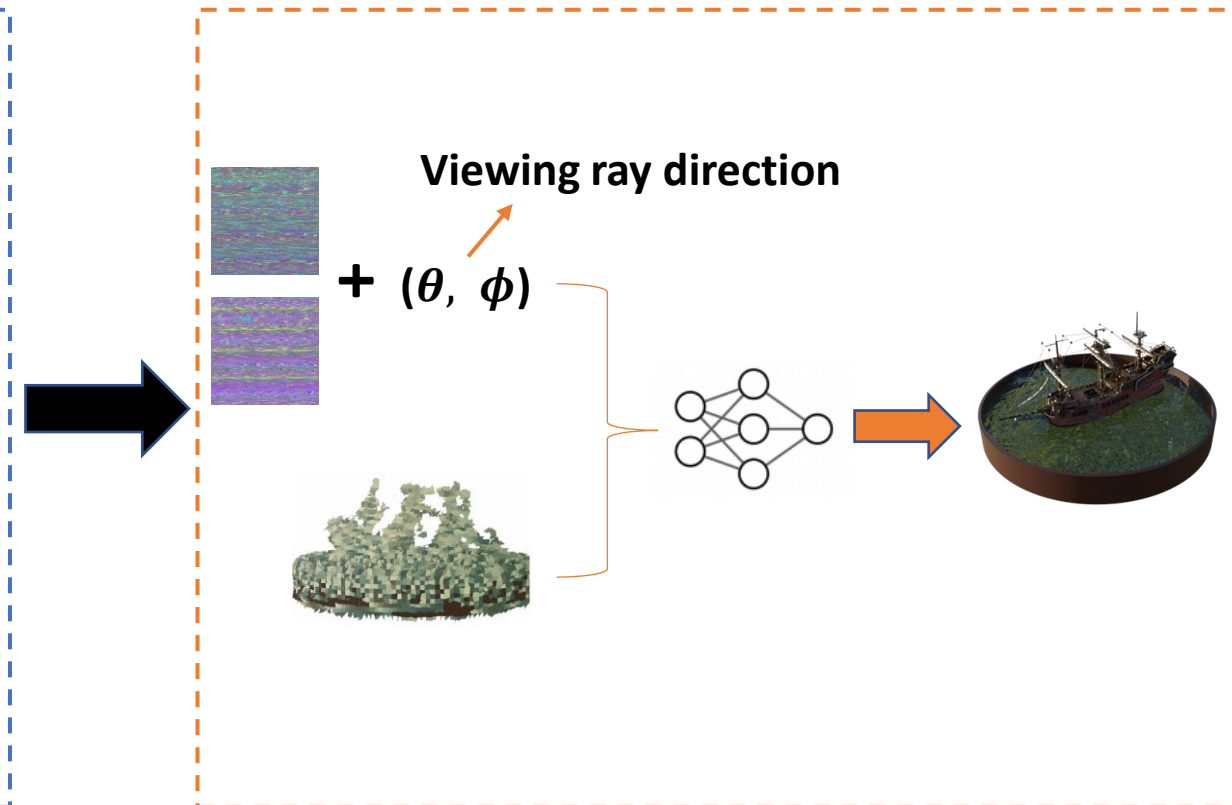 Viewing ray direction
+ (θ, ϕ)